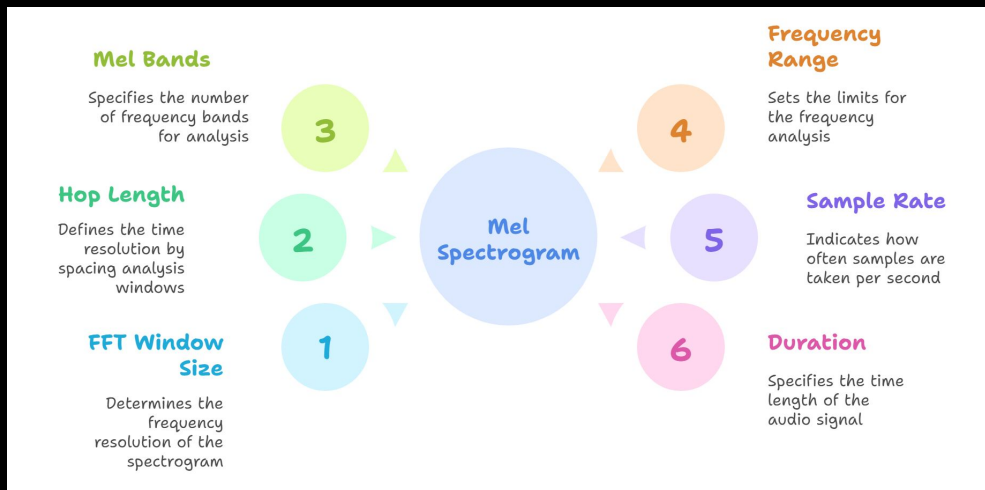 Mel Bands
Specifies the number
of frequency bands
for analysis
3
Hop Length
Defines the time
resolution by
spacing analysis
windows
2
FFT Window
Size
Determines the
frequency
resolution of the
spectrogram
1
Mel
Spectrogram
Frequency
Range
Sets the limits for
the frequency
analysis
4
Sample Rate
Indicates how
often samples are
taken per second
5
Duration
Specifies the time
length of the
audio signal
6